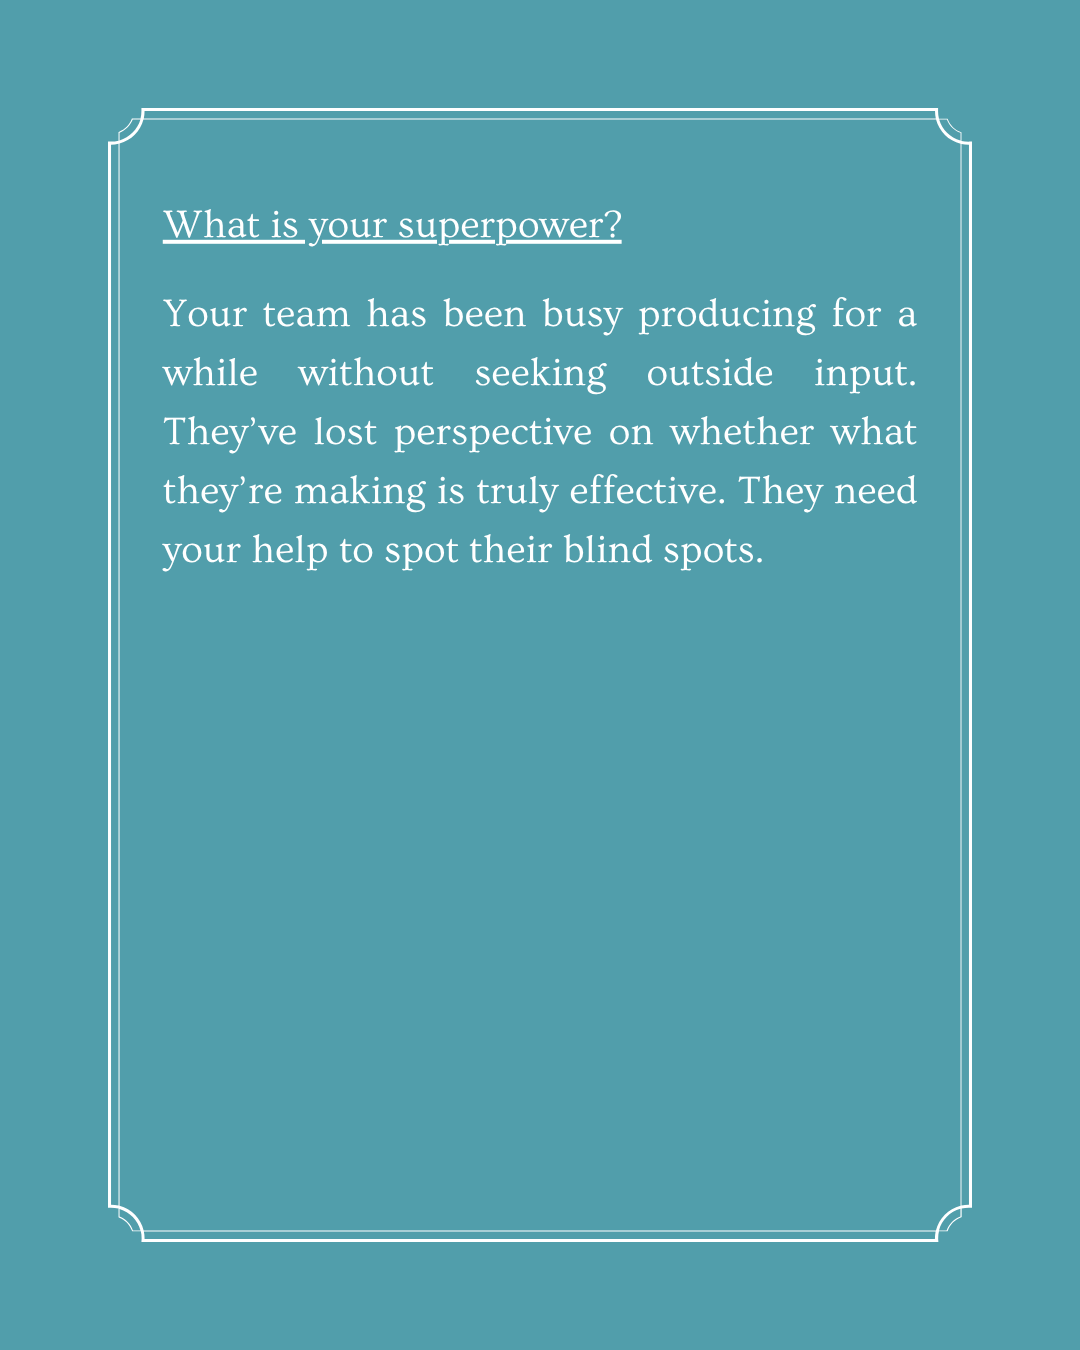 What is your superpower?
Your team has been busy producing for a
while without seeking outside input.
They’ve lost perspective on whether what
they’re making is truly effective. They need
your help to spot their blind spots.